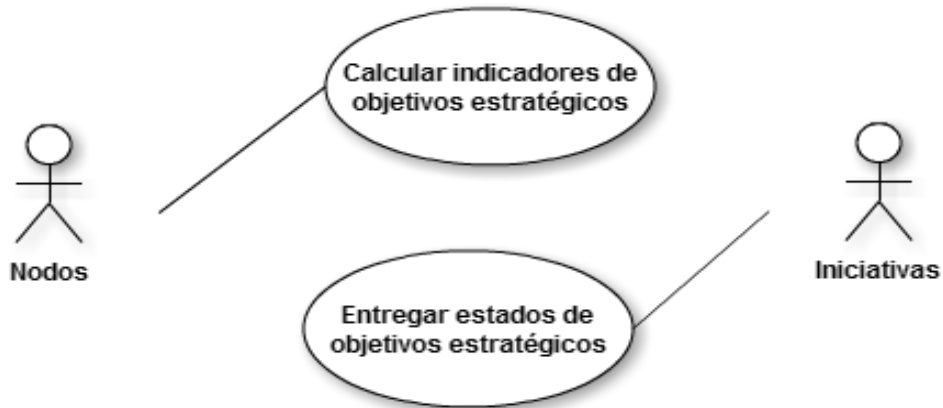 Calcular indicadores de
objetivos estratégicos
Nodos
Iniciativas
Entregar estados de
objetivos estratégicos